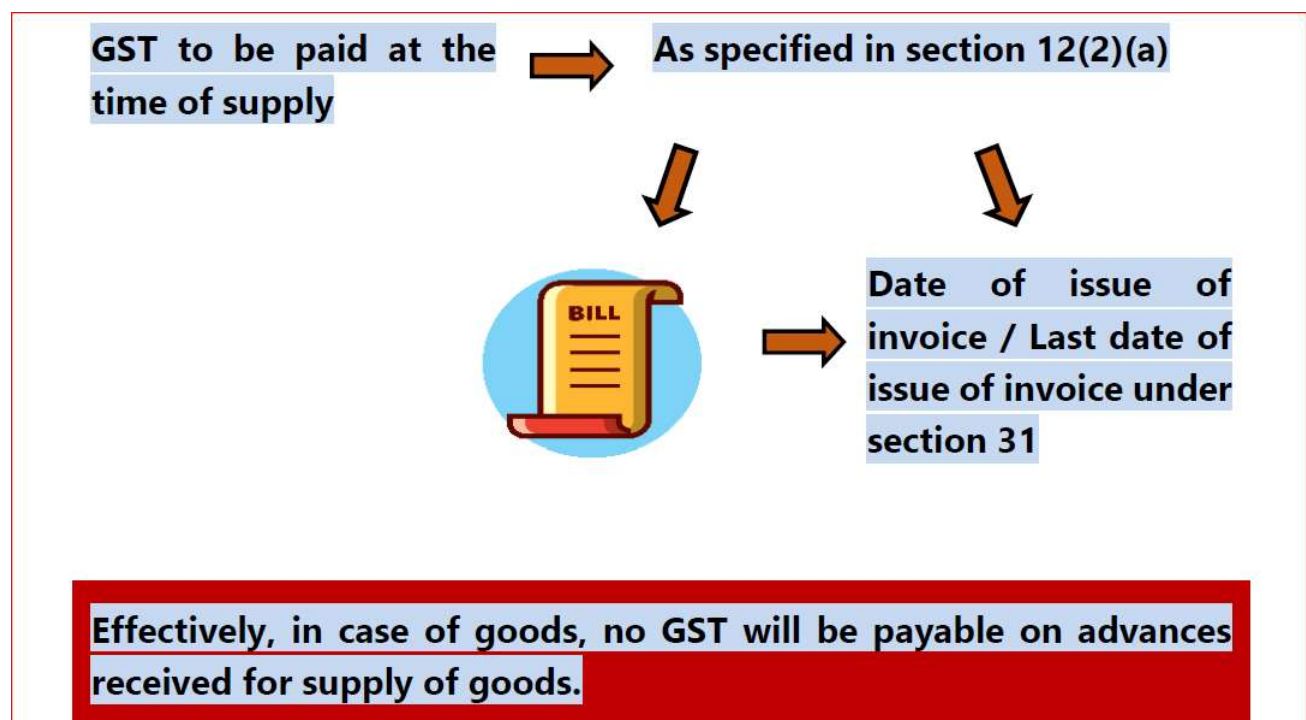 GST to be paid at the
time of supply
As specified in section 12(2)(a)
BILL
Date of issue of
invoice / Last date of
issue of invoice under
section 31
Effectively, in case of goods, no GST will be payable on advances
received for supply of goods.